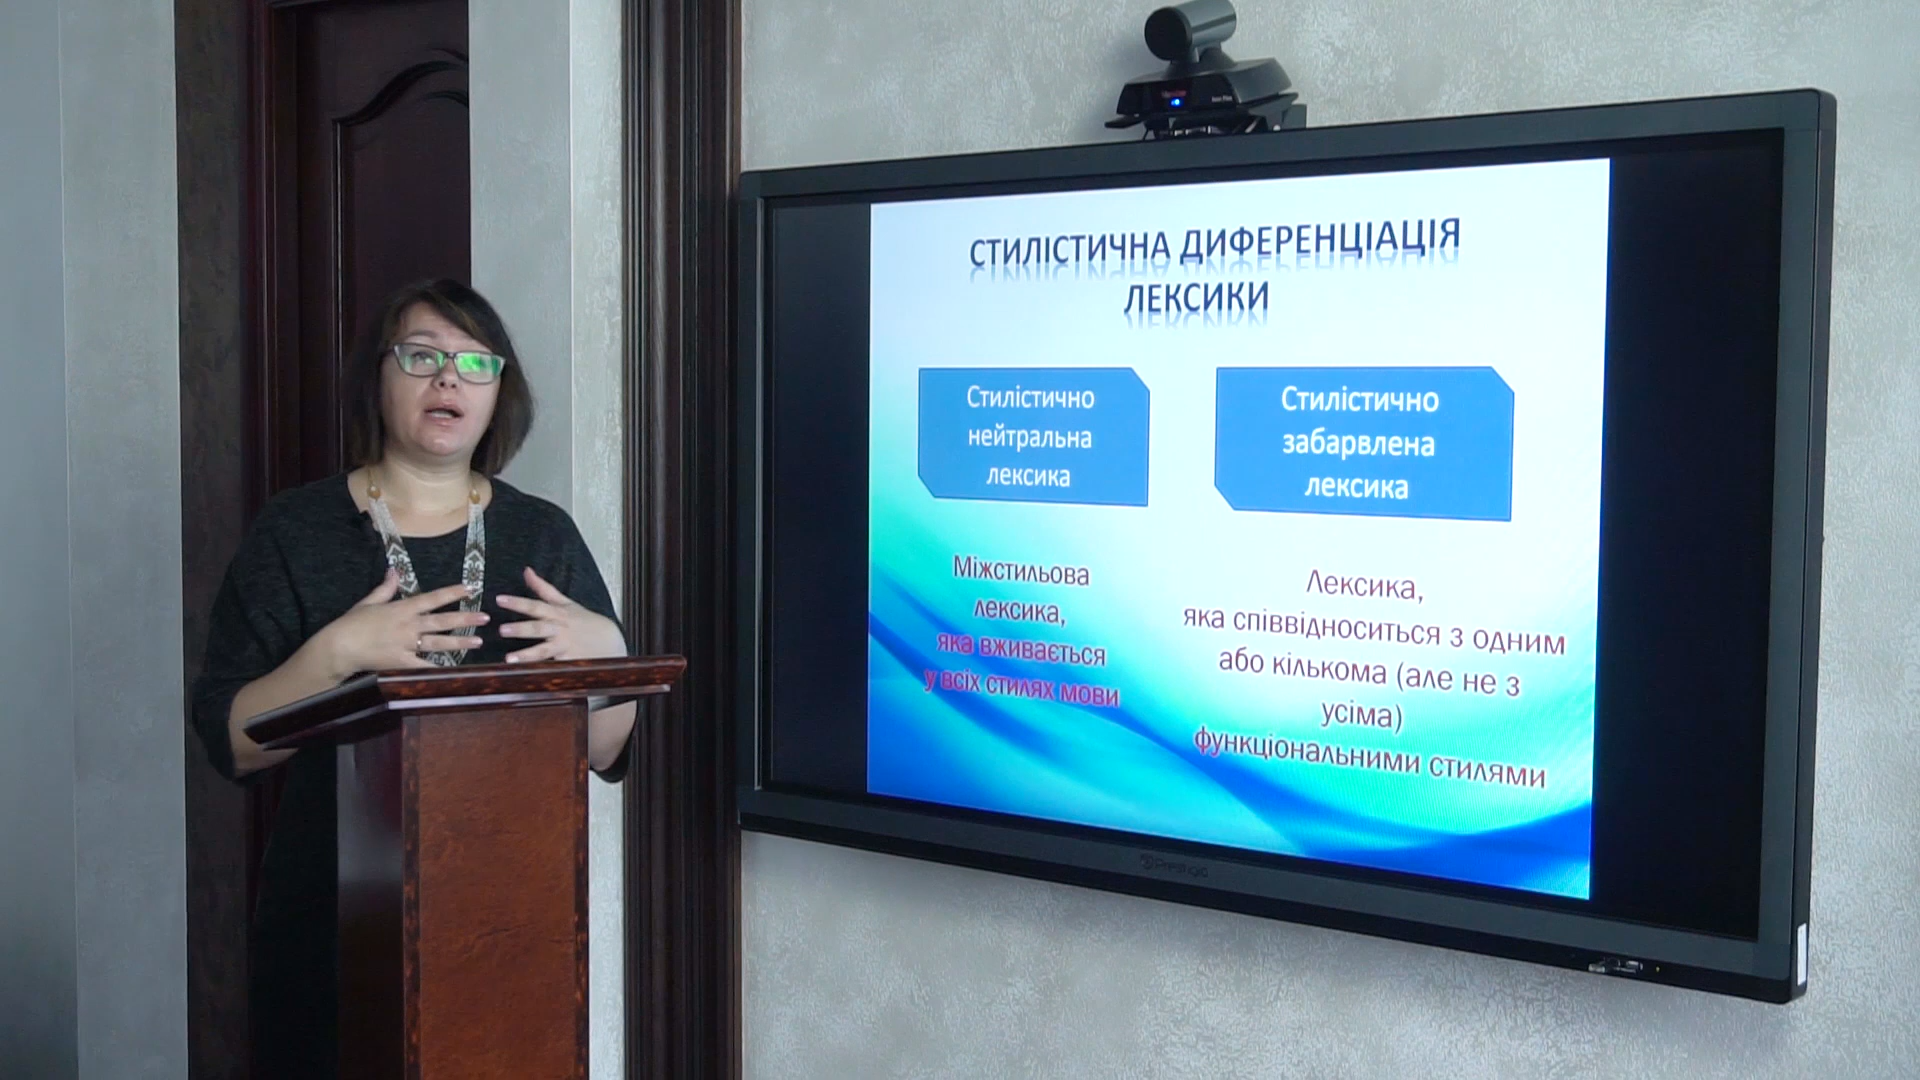 СТИЛІСТИЧНА ДИФЕРЕНЦІАЦІЯ
ЛЕКСИКИ
Стилістично
нейтральна
лексика
Стилістично
забарвлена
лексика
Міжстильова
лексика,
яка вживається
у всіх стилях мови
Лексика,
яка співвідноситься з одним
або кількома (але не з
усіма)
функціональними стилями
Prestigio